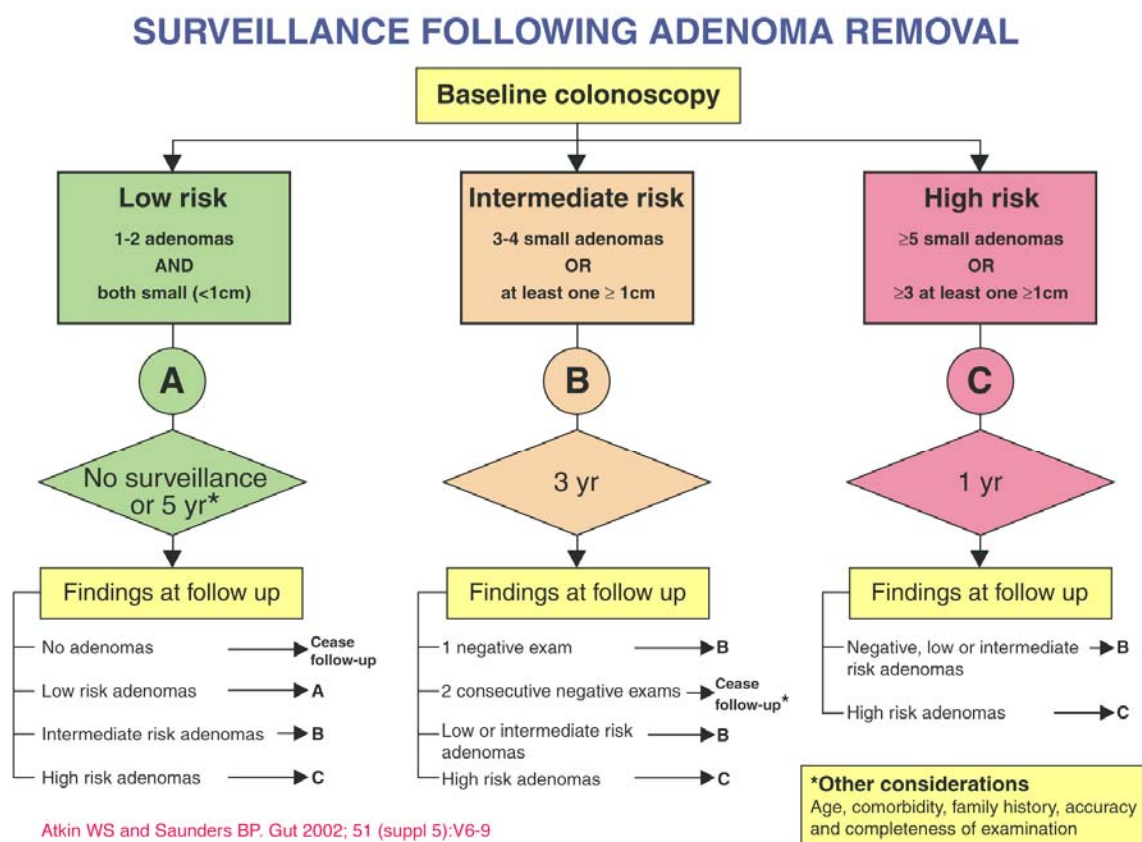 SURVEILLANCE FOLLOWING ADENOMA REMOVAL
Baseline colonoscopy
Low risk
1-2 adenomas
AND
both small (<1cm)
A
No surveillance
or 5 yr*
Findings at follow up
No adenomas
Cease
follow-up
Low risk adenomas
A
Intermediate risk adenomas
B
High risk adenomas
C
Intermediate risk
3-4 small adenomas
OR
at least one ≥ 1cm
B
3 yr
Findings at follow up
1 negative exam
B
2 consecutive negative exams
Cease
follow-up*
Low or intermediate risk
adenomas
B
High risk adenomas
C
High risk
≥5 small adenomas
OR
≥3 at least one ≥1cm
C
1 yr
Findings at follow up
Negative, low or intermediate
risk adenomas
B
High risk adenomas
C
*Other considerations
Age, comorbidity, family history, accuracy
and completeness of examination
Atkin WS and Saunders BP. Gut 2002; 51 (suppl 5):V6-9